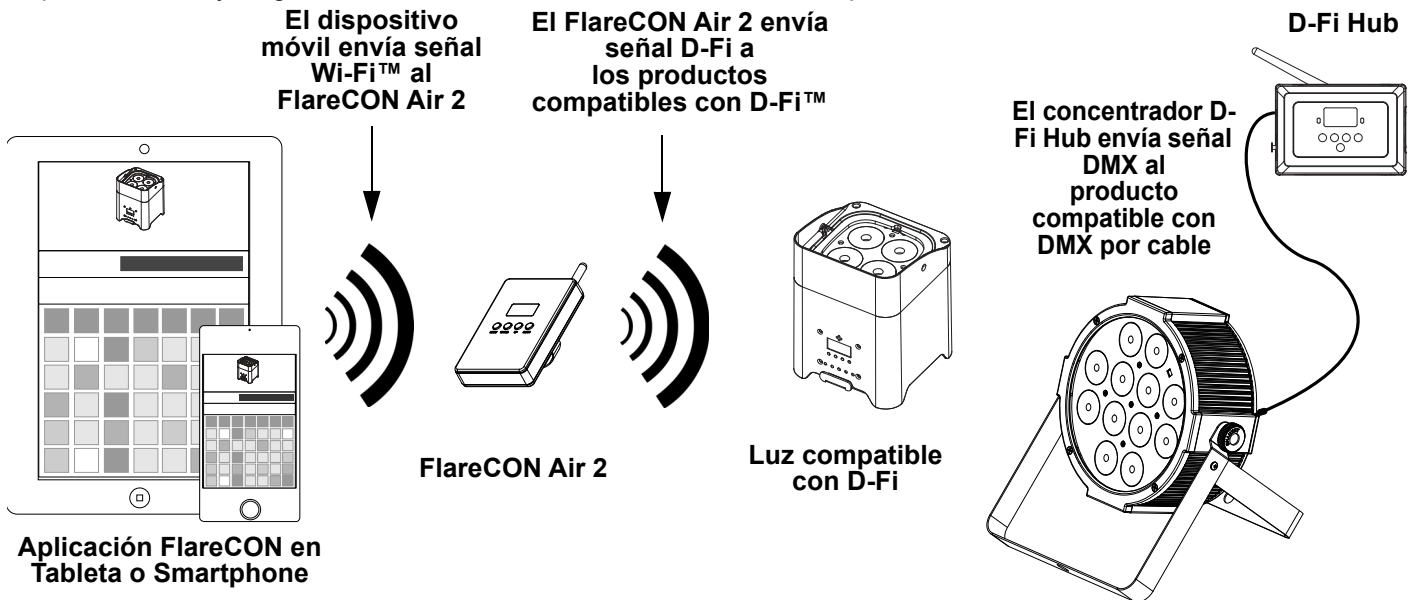 El dispositivo
móvil envía señal
Wi-Fi™ al
FlareCON Air 2
El FlareCON Air 2 envía
señal D-Fi a
los productos
compatibles con D-Fi™
D-Fi Hub
El concentrador D-
Fi Hub envía señal
DMX al
producto
compatible con
DMX por cable
FlareCON Air 2
Luz compatible
con D-Fi
Aplicación FlareCON en
Tableta o Smartphone